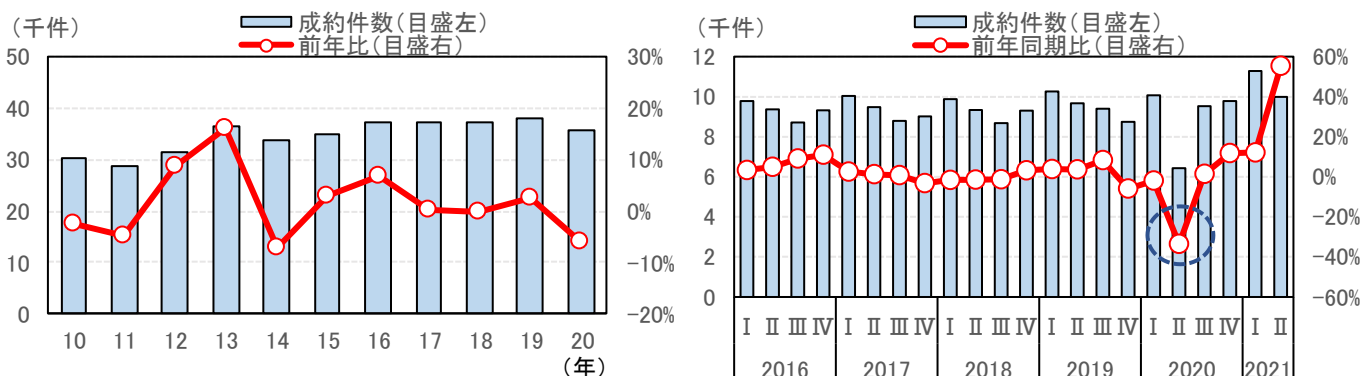 (千件)
成約件数(目盛左)
前年比(目盛右)
50
40
30
20
10
0
30%
20%
10%
0%
-10%
-20%
10 11 12 13 14 15 16 17 18 19 20
(年)
(千件)
成約件数(目盛左)
前年同期比(目盛右)
12
10
8
6
4
2
0
60%
40%
20%
0%
-20%
-40%
-60%
Ⅰ Ⅱ Ⅲ Ⅳ Ⅰ Ⅱ Ⅲ Ⅳ Ⅰ Ⅱ Ⅲ Ⅳ Ⅰ Ⅱ Ⅲ Ⅳ Ⅰ Ⅱ Ⅲ Ⅳ Ⅰ Ⅱ
2016 2017 2018 2019 2020 2021